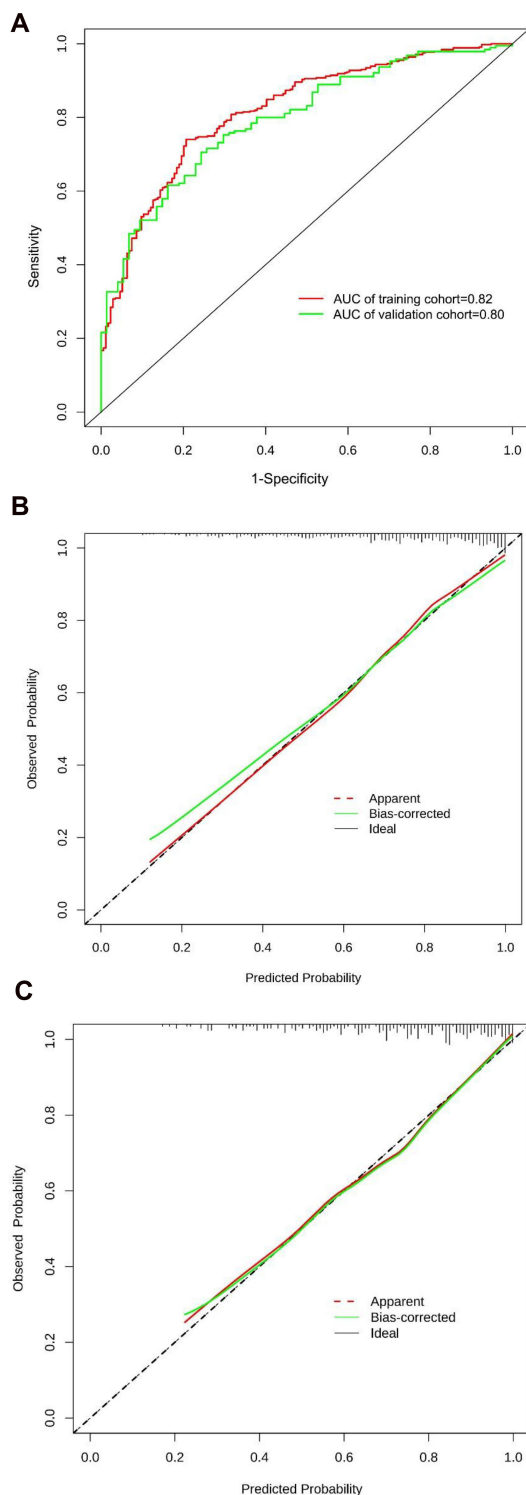 A
1.0
0.8
0.6
0.4
0.2
0.0
Sensitivity
AUC of training cohort=0.82
AUC of validation cohort=0.80
0.0 0.2 0.4 0.6 0.8 1.0
1-Specificity
B
1.0
0.8
0.6
0.4
0.2
0.0
Observed Probability
Apparent
Bias-corrected
Ideal
0.0 0.2 0.4 0.6 0.8 1.0
Predicted Probability
C
1.0
0.8
0.6
0.4
0.2
0.0
Observed Probability
Apparent
Bias-corrected
Ideal
0.0 0.2 0.4 0.6 0.8 1.0
Predicted Probability